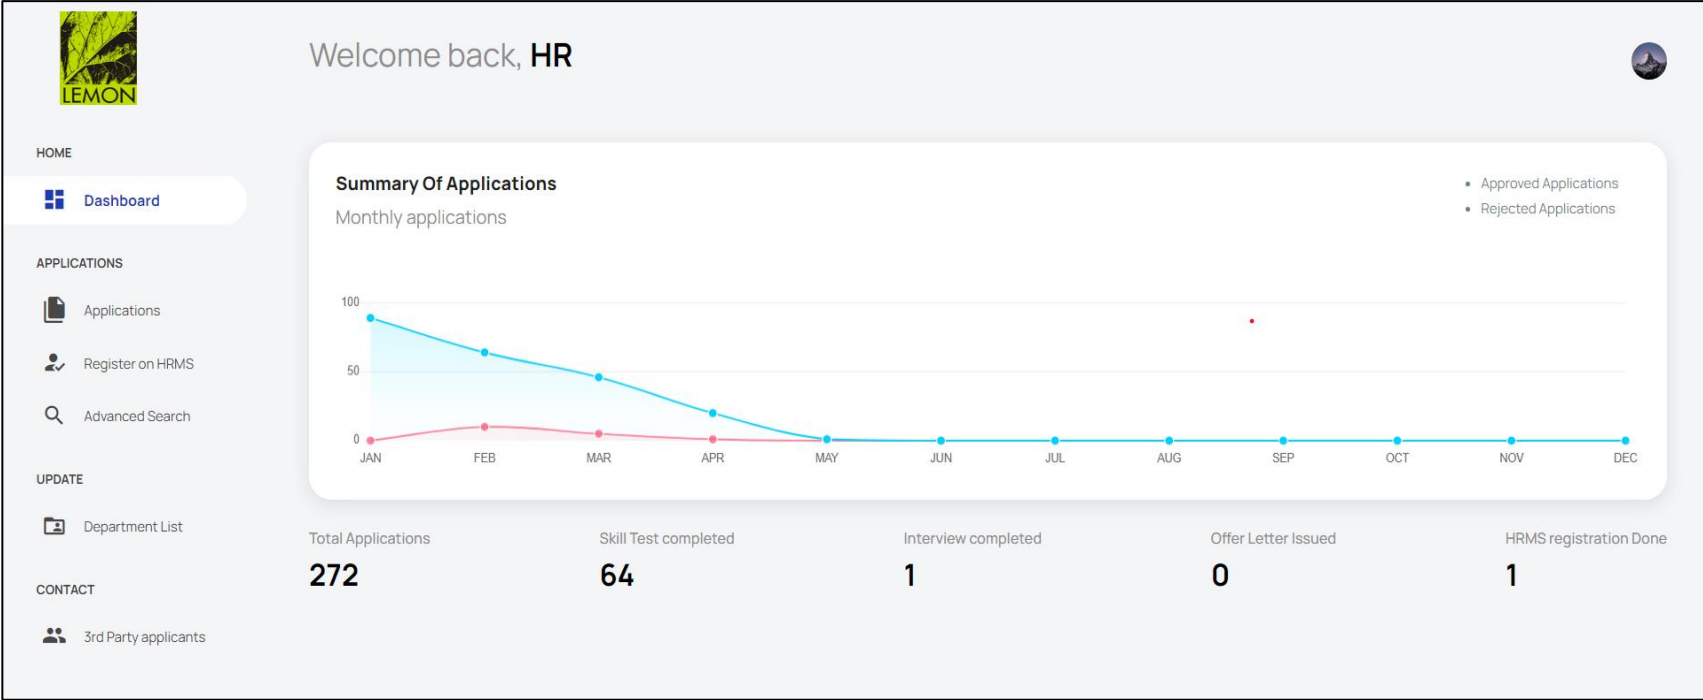 LEMON
Welcome back, HR
HOME
Dashboard
APPLICATIONS
Applications
Register on HRMS
Advanced Search
UPDATE
Department List
CONTACT
3rd Party applicants
Summary Of Applications
Monthly applications
Approved Applications
Rejected Applications
100
50
0
JAN FEB MAR APR MAY JUN JUL AUG SEP OCT NOV DEC
Total Applications Skill Test completed Interview completed Offer Letter Issued HRMS registration Done
272 64 1 0 1